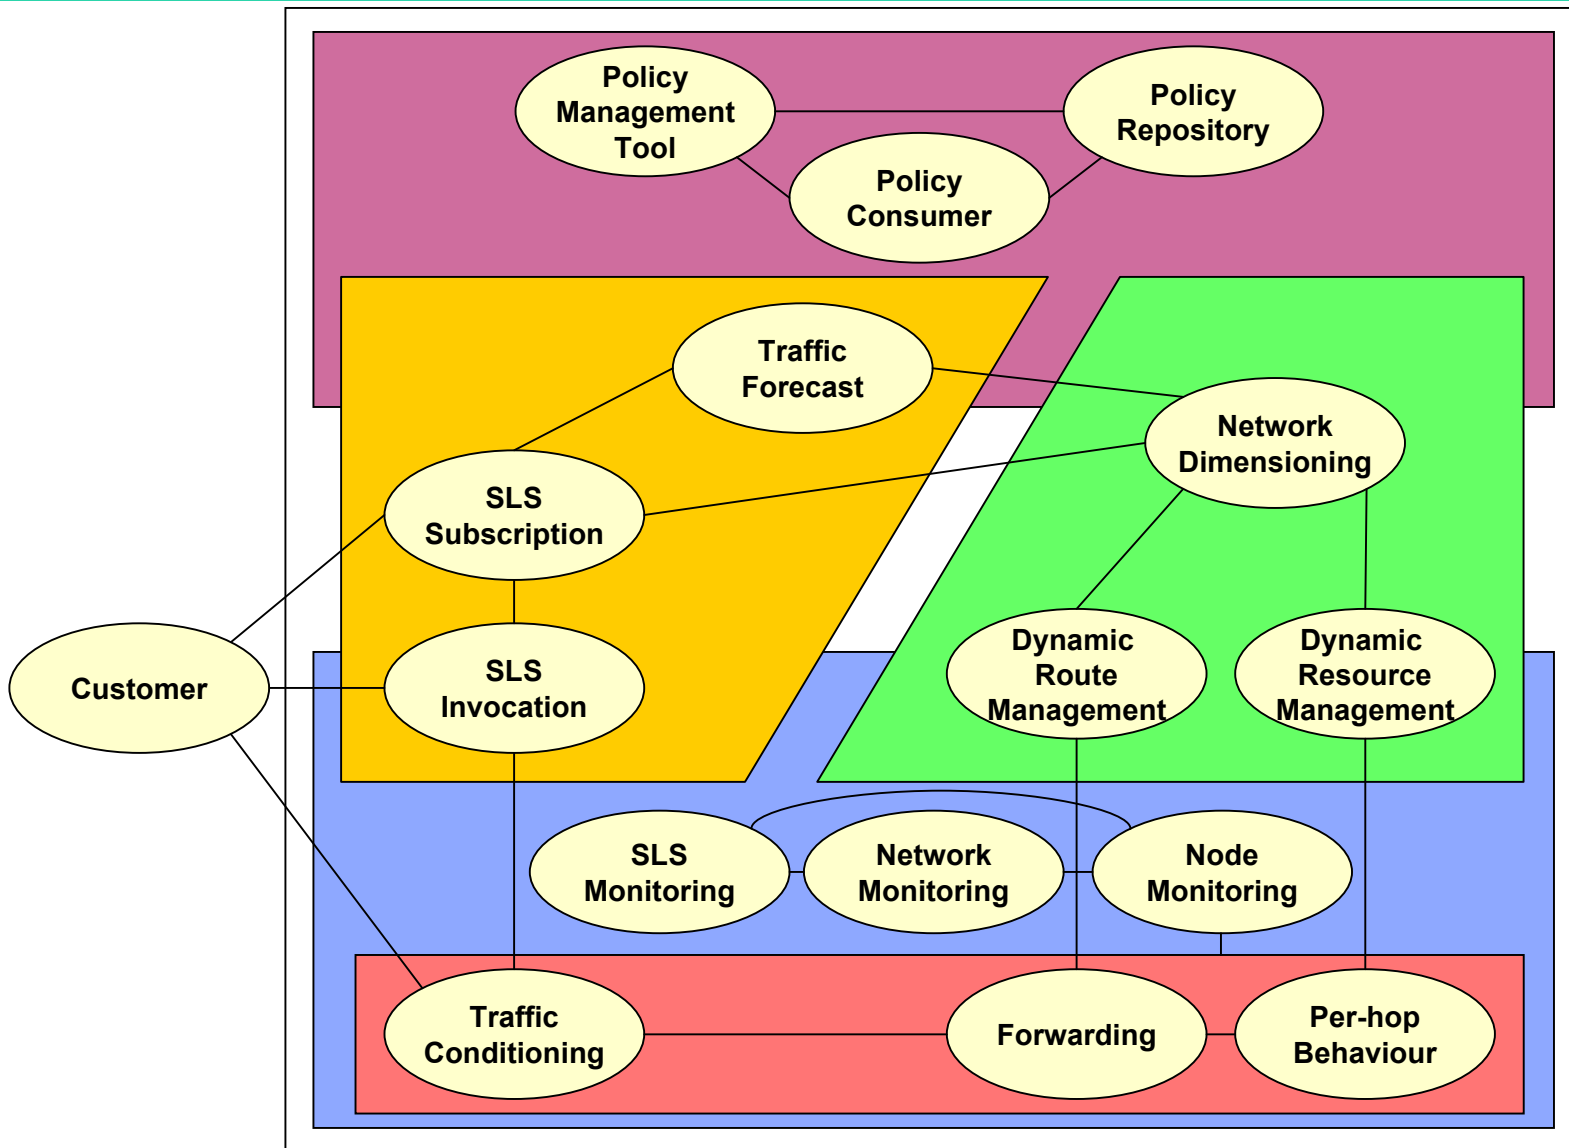 Policy
Management
Tool
Policy
Repository
Policy
Consumer
Traffic
Forecast
Network
Dimensioning
SLS
Subscription
Customer
SLS
Invocation
Dynamic
Route
Management
Dynamic
Resource
Management
SLS
Monitoring
Network
Monitoring
Node
Monitoring
Traffic
Conditioning
Forwarding
Per-hop
Behaviour